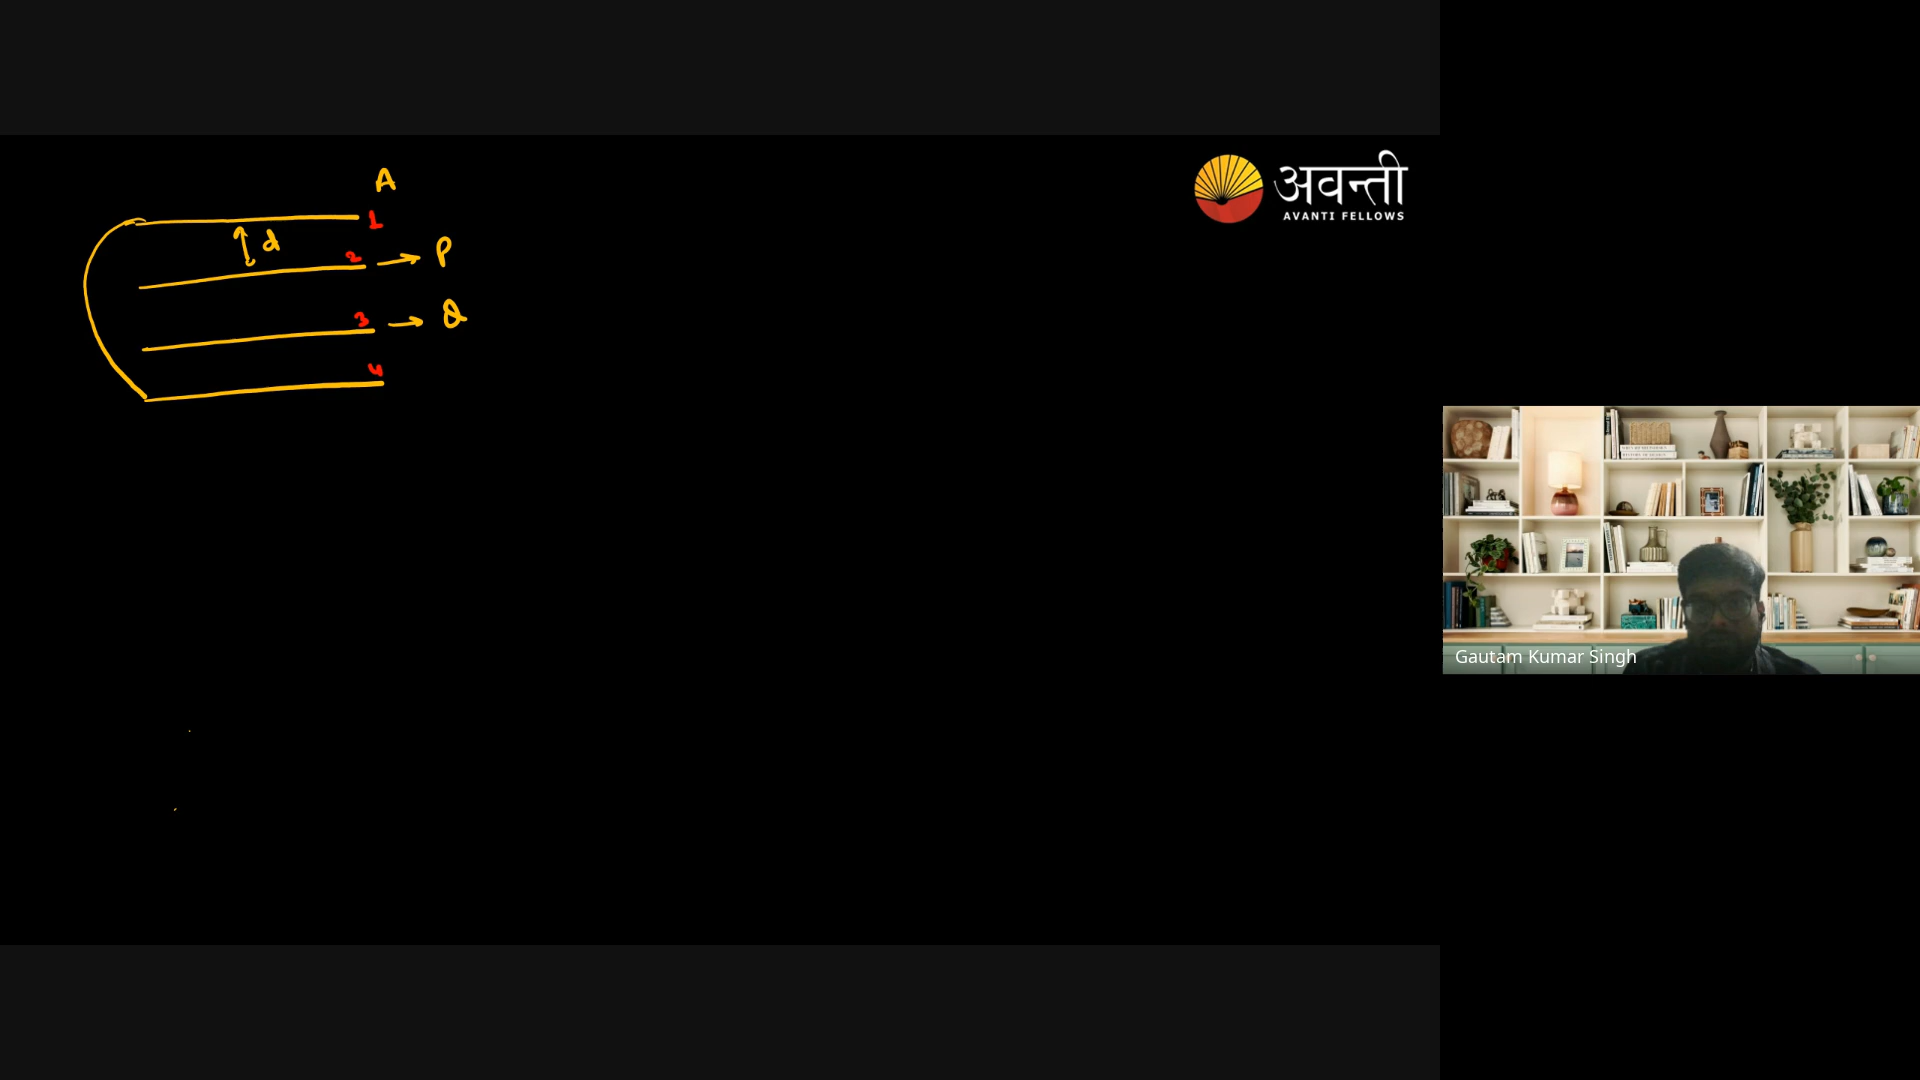 A
1
d
2 → P
3 → Q
4
अवन्ती
AVANTI FELLOWS
Gautam Kumar Singh